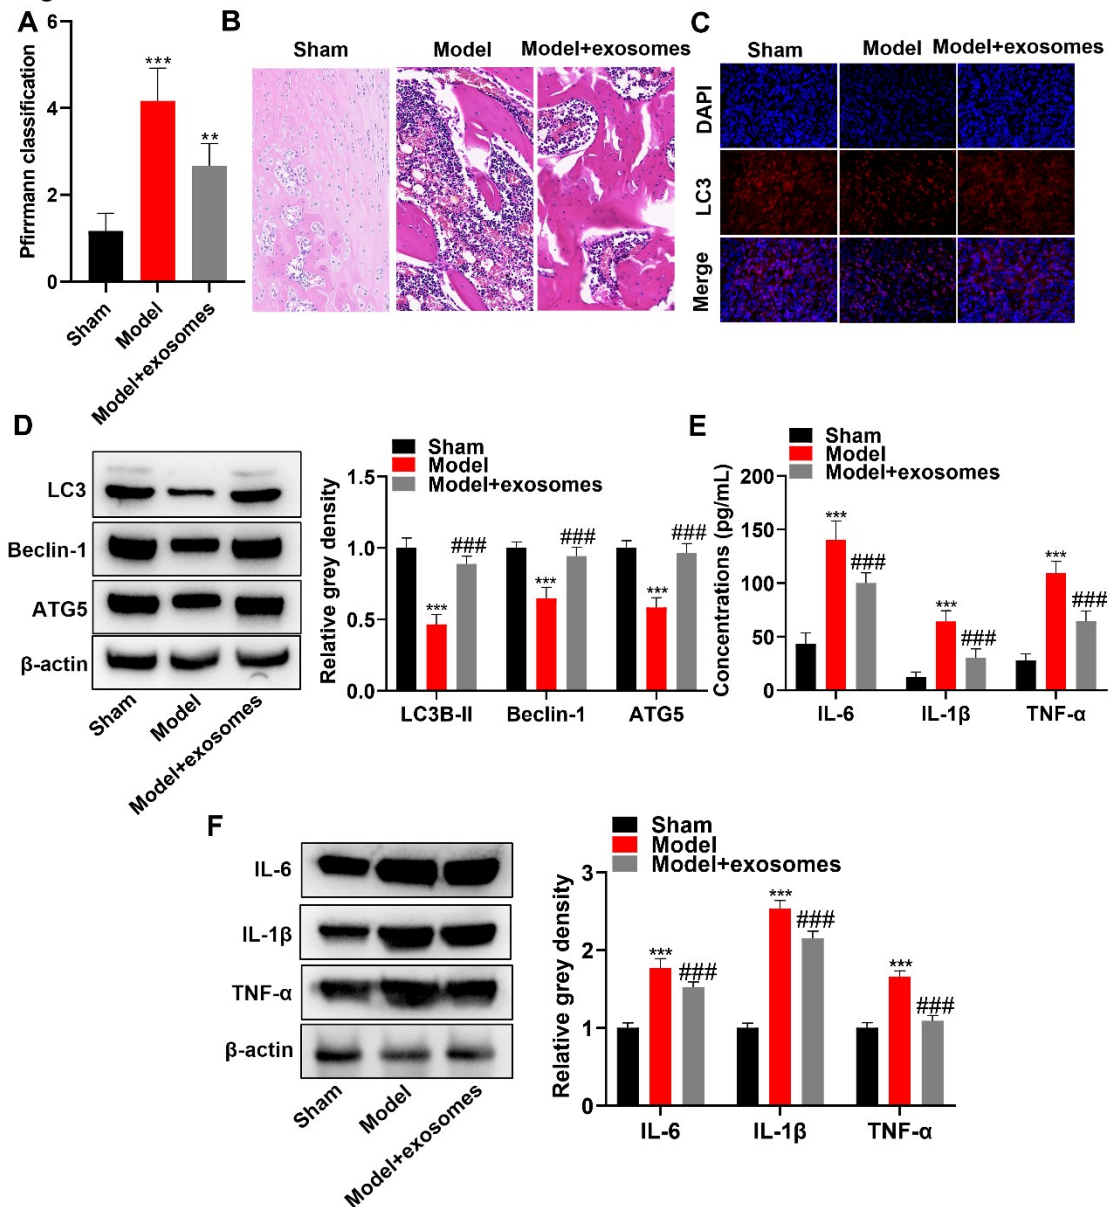 A
6
4
2
0
Pfirrmann classification
***
**
Sham
Model
Model+exosomes
B
Sham
Model
Model+exosomes
C
Sham
Model
Model+exosomes
DAPI
LC3
Merge
D
LC3
Beclin-1
ATG5
β-actin
Sham
Model
Model+exosomes
Sham
Model
Model+exosomes
Relative grey density
1.5
1.0
0.5
0.0
***
###
***
###
***
###
LC3B-II
Beclin-1
ATG5
E
Sham
Model
Model+exosomes
Concentrations (pg/mL)
200
150
100
50
0
***
###
***
###
***
###
IL-6
IL-1β
TNF-α
F
IL-6
IL-1β
TNF-α
β-actin
Sham
Model
Model+exosomes
Sham
Model
Model+exosomes
Relative grey density
3
2
1
0
***
###
***
###
***
###
IL-6
IL-1β
TNF-α